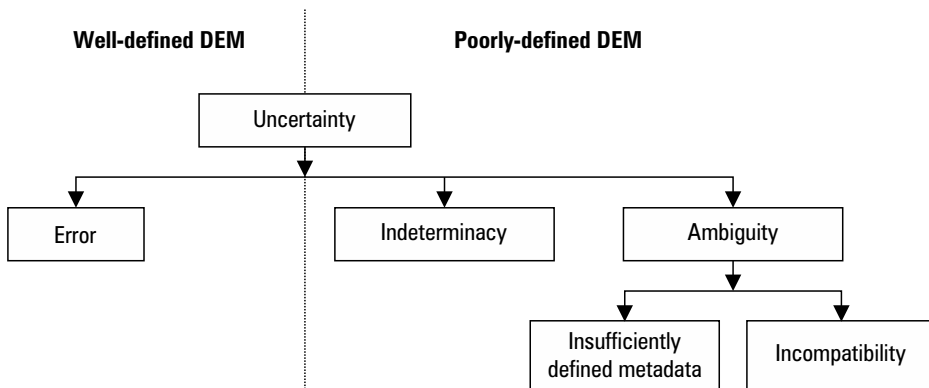 Well-defined DEM
Poorly-defined DEM
Uncertainty
Error
Indeterminacy
Ambiguity
Insufficiently
defined metadata
Incompatibility